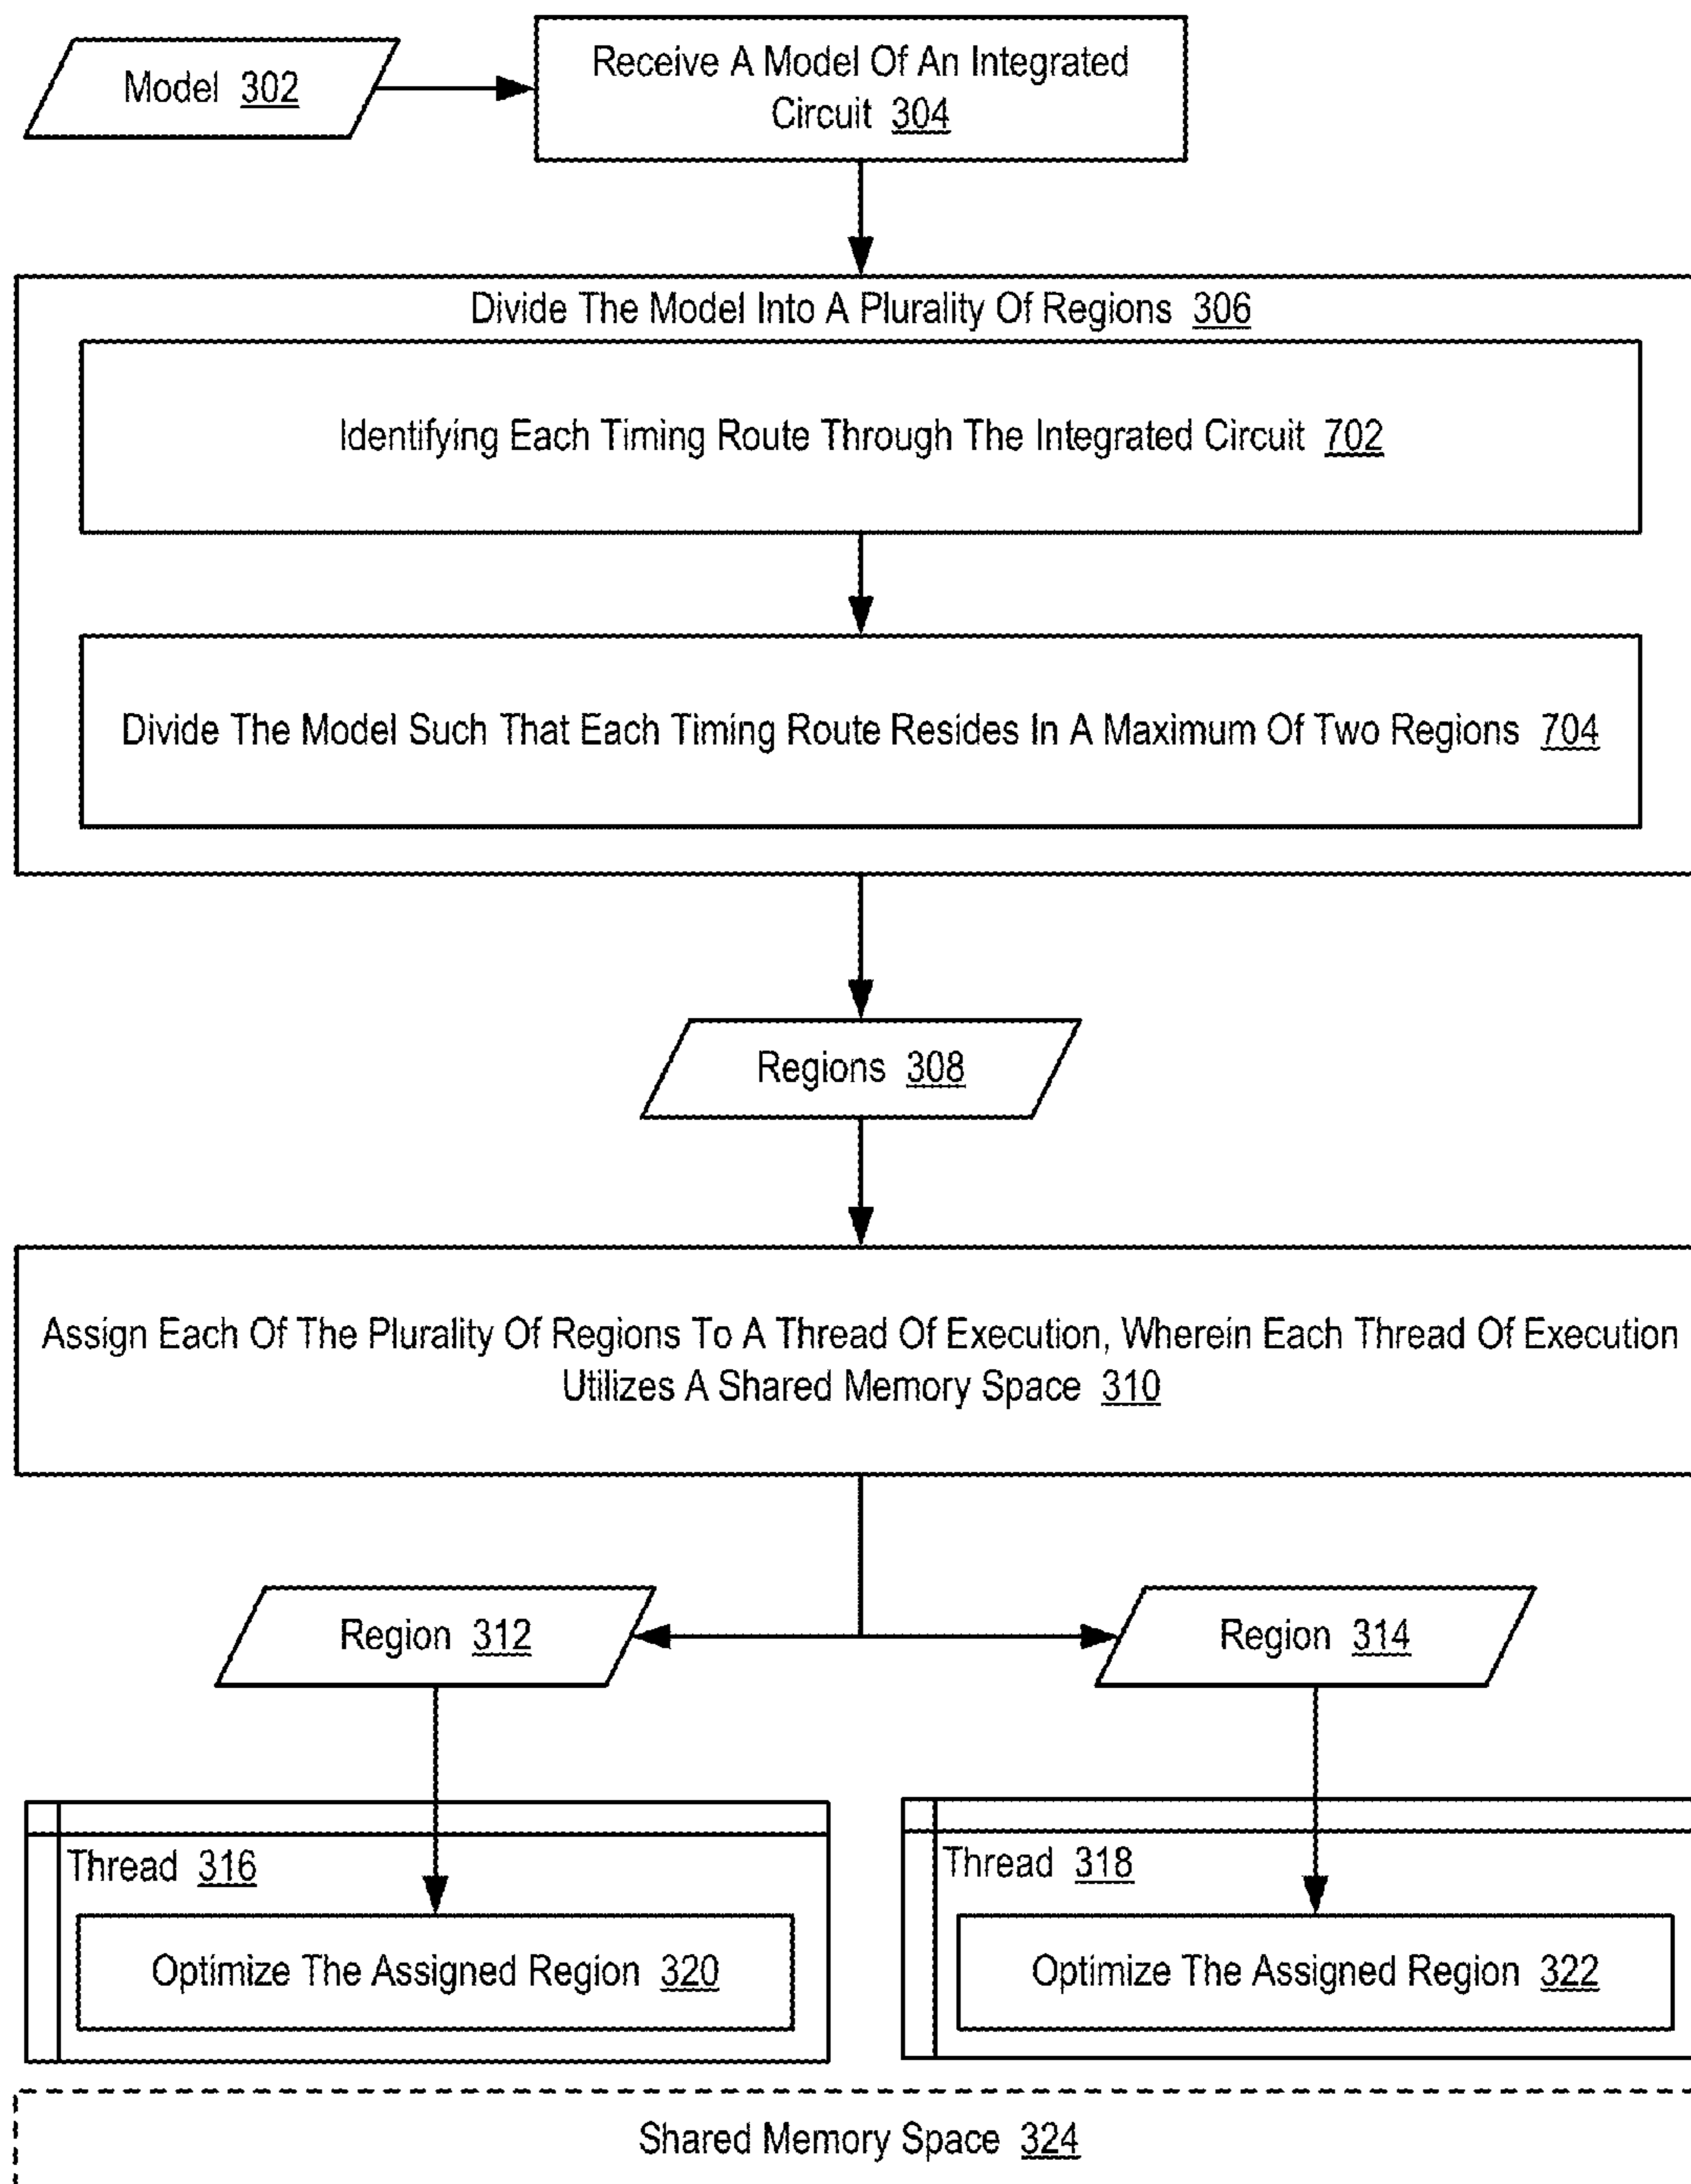 Model 302
Receive A Model Of An Integrated
Circuit 304
Divide The Model Into A Plurality Of Regions 306
Identifying Each Timing Route Through The Integrated Circuit 702
Divide The Model Such That Each Timing Route Resides In A Maximum Of Two Regions 704
Regions 308
Assign Each Of The Plurality Of Regions To A Thread Of Execution, Wherein Each Thread Of Execution
Utilizes A Shared Memory Space 310
Region 312
Region 314
Thread 316
Optimize The Assigned Region 320
Thread 318
Optimize The Assigned Region 322
Shared Memory Space 324